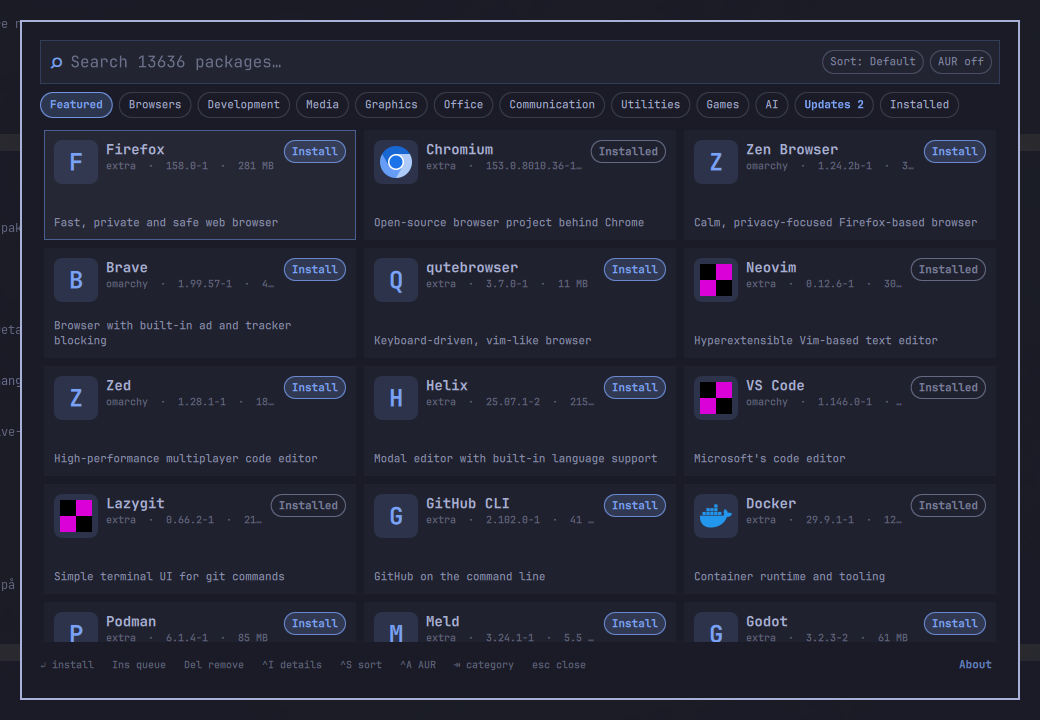 Search 13636 packages…
Sort: Default
AUR off
Featured Browsers Development Media Graphics Office Communication Utilities Games AI Updates 2 Installed
F
Firefox
extra · 158.0-1 · 281 MB
Install
Fast, private and safe web browser
Chromium
extra · 153.0.8010.36-1…
Installed
Open-source browser project behind Chrome
Z
Zen Browser
omarchy · 1.24.2b-1 · 3…
Install
Calm, privacy-focused Firefox-based browser
B
Brave
omarchy · 1.99.57-1 · 4…
Install
Browser with built-in ad and tracker
blocking
Q
qutebrowser
extra · 3.7.0-1 · 11 MB
Install
Keyboard-driven, vim-like browser
Neovim
extra · 0.12.6-1 · 30…
Installed
Hyperextensible Vim-based text editor
Z
Zed
omarchy · 1.28.1-1 · 18…
Install
High-performance multiplayer code editor
H
Helix
extra · 25.07.1-2 · 215…
Install
Modal editor with built-in language support
VS Code
omarchy · 1.146.0-1 · …
Installed
Microsoft's code editor
Lazygit
extra · 0.66.2-1 · 21…
Installed
Simple terminal UI for git commands
G
GitHub CLI
extra · 2.102.0-1 · 41 …
Install
GitHub on the command line
Docker
extra · 29.9.1-1 · 12…
Installed
Container runtime and tooling
P
Podman
extra · 6.1.4-1 · 85 MB
Install
M
Meld
extra · 3.24.1-1 · 5.5 …
Install
G
Godot
extra · 3.2.3-2 · 61 MB
Install
↵ install Ins queue Del remove ^I details ^S sort ^A AUR ⇥ category esc close
About
på